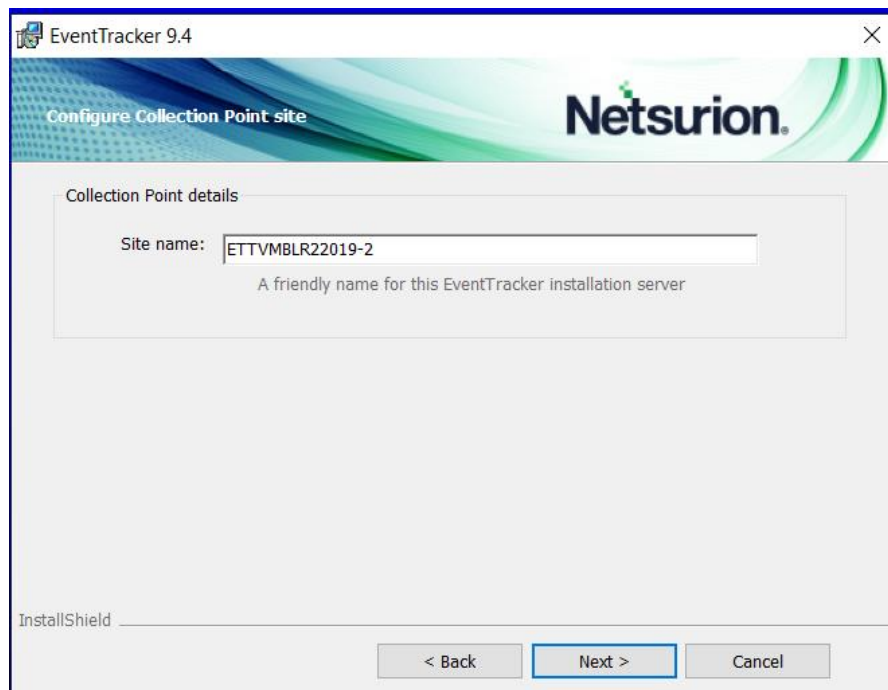 EventTracker 9.4
Configure Collection Point site
Netsurion.
Collection Point details
Site name:
ETTVMBLR22019-2
A friendly name for this EventTracker installation server
InstallShield
< Back
Next >
Cancel